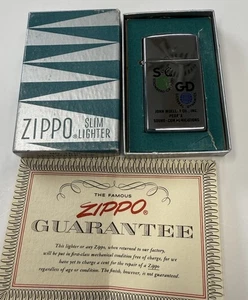 ZIPPO SLIM
LIGHTER
GD
THE FAMOUS
ZIPPO
GUARANTEE
This lighter or any Zippo, when returned to our factory,
will be put in first-class mechanical condition free of charge, for we
have yet to charge a cent for the repair of a Zippo
regardless of age or condition. The finish, however, is not guaranteed.